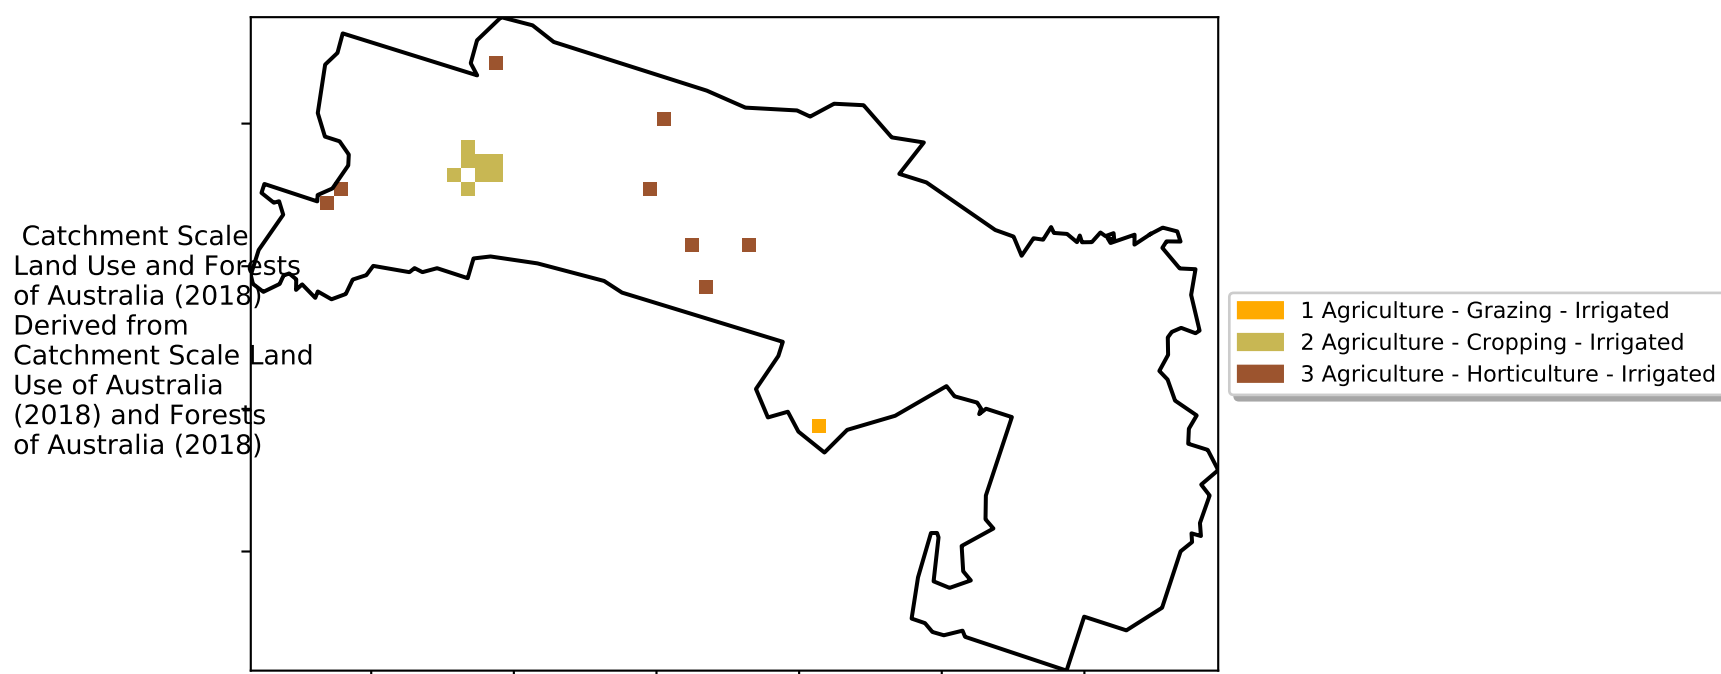 Catchment Scale
Land Use and Forests
of Australia (2018)
Derived from
Catchment Scale Land
Use of Australia
(2018) and Forests
of Australia (2018)
1 Agriculture - Grazing - Irrigated
2 Agriculture - Cropping - Irrigated
3 Agriculture - Horticulture - Irrigated